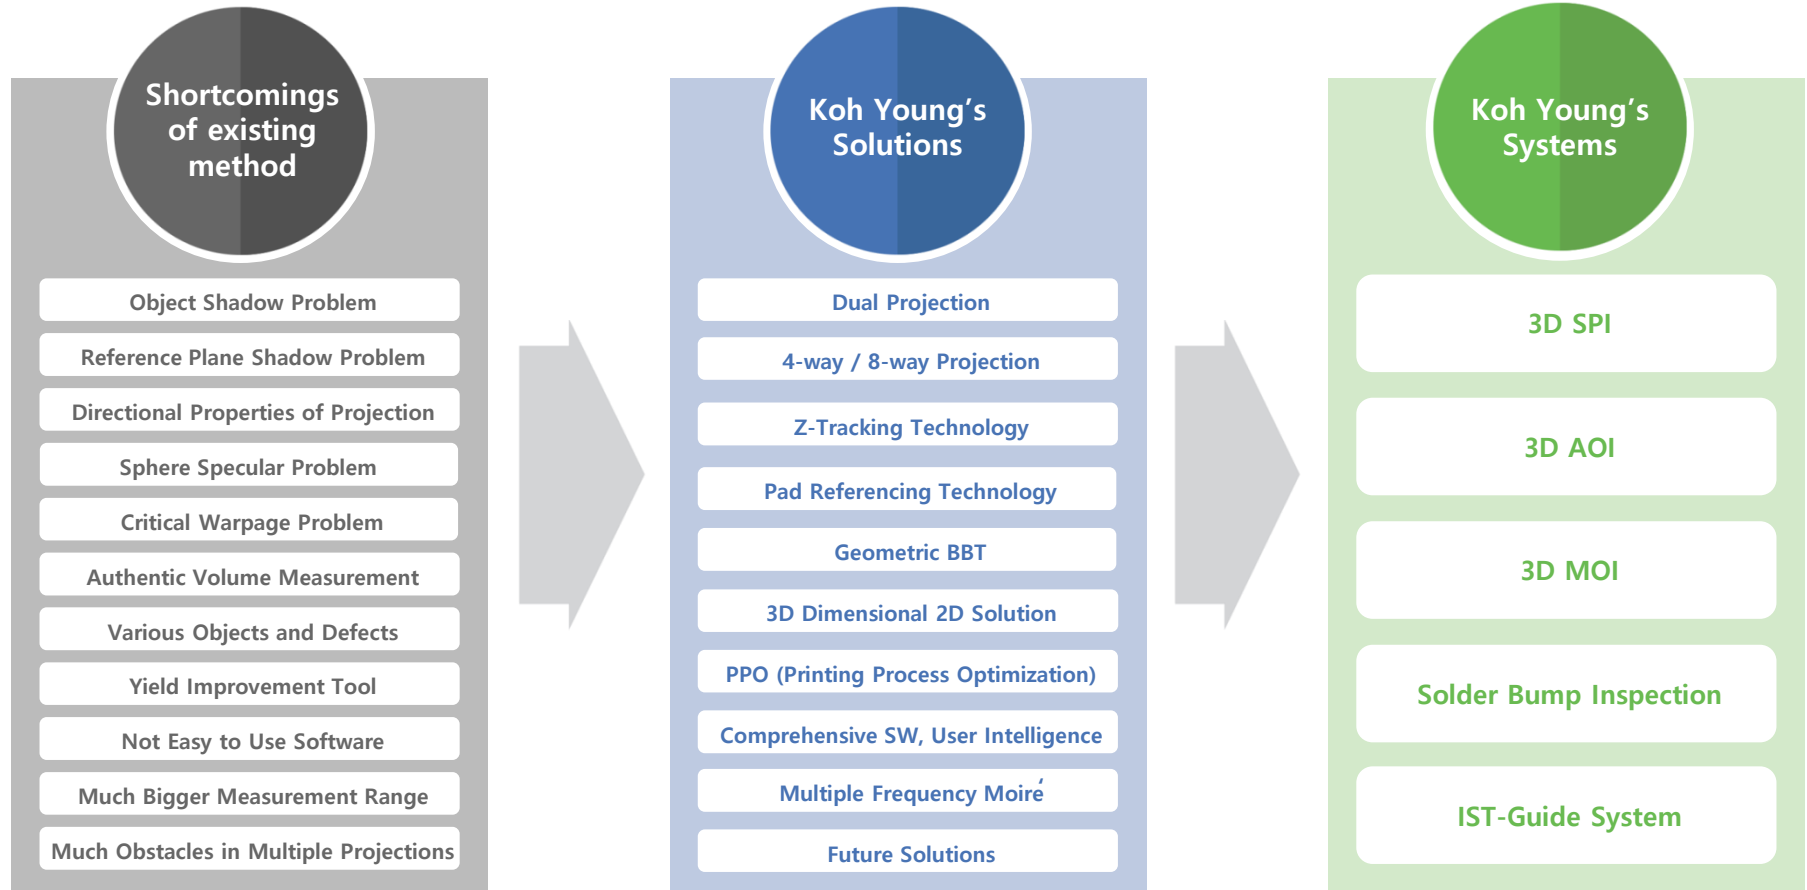 Shortcomings
of existing
method
Object Shadow Problem
Reference Plane Shadow Problem
Directional Properties of Projection
Sphere Specular Problem
Critical Warpage Problem
Authentic Volume Measurement
Various Objects and Defects
Yield Improvement Tool
Not Easy to Use Software
Much Bigger Measurement Range
Much Obstacles in Multiple Projections
Koh Young’s
Solutions
Dual Projection
4-way / 8-way Projection
Z-Tracking Technology
Pad Referencing Technology
Geometric BBT
3D Dimensional 2D Solution
PPO (Printing Process Optimization)
Comprehensive SW, User Intelligence
Multiple Frequency Moire‘
Future Solutions
Koh Young’s
Systems
3D SPI
3D AOI
3D MOI
Solder Bump Inspection
IST-Guide System